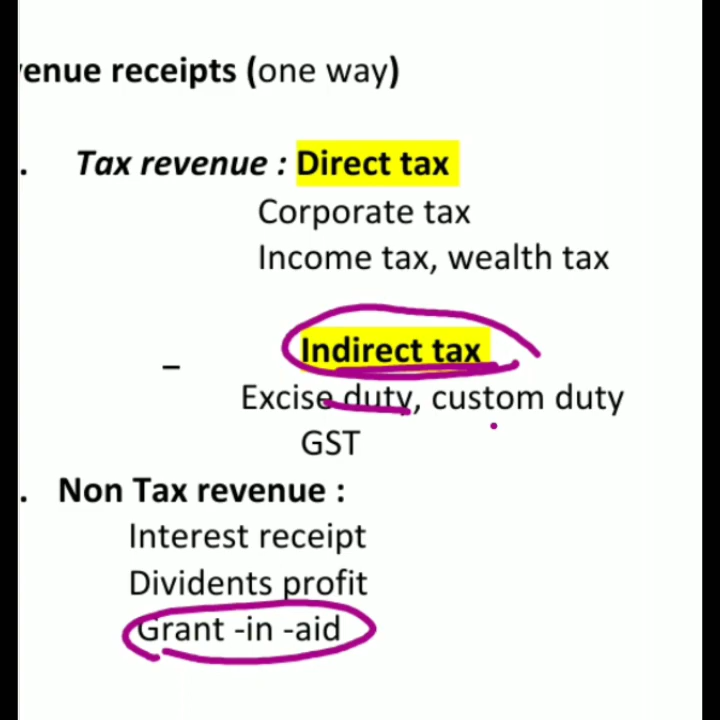 receipts (one way)
. Tax revenue : Direct tax
Corporate tax
Income tax, wealth tax
– Indirect tax
Excise duty, custom duty
GST
. Non Tax revenue :
Interest receipt
Dividents profit
Grant -in -aid